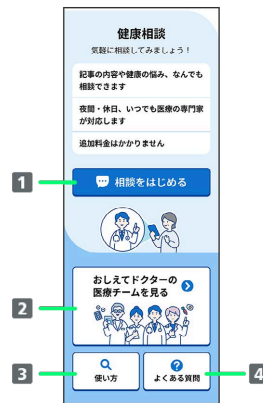 健康相談
気軽に相談してみましょう！
記事の内容や健康の悩み、なんでも
相談できます
夜間・休日、いつでも医療の専門家
が対応します
追加料金はかかりません
1
相談をはじめる
2
おしえてドクターの
医療チームを見る
3
使い方
よくある質問
4